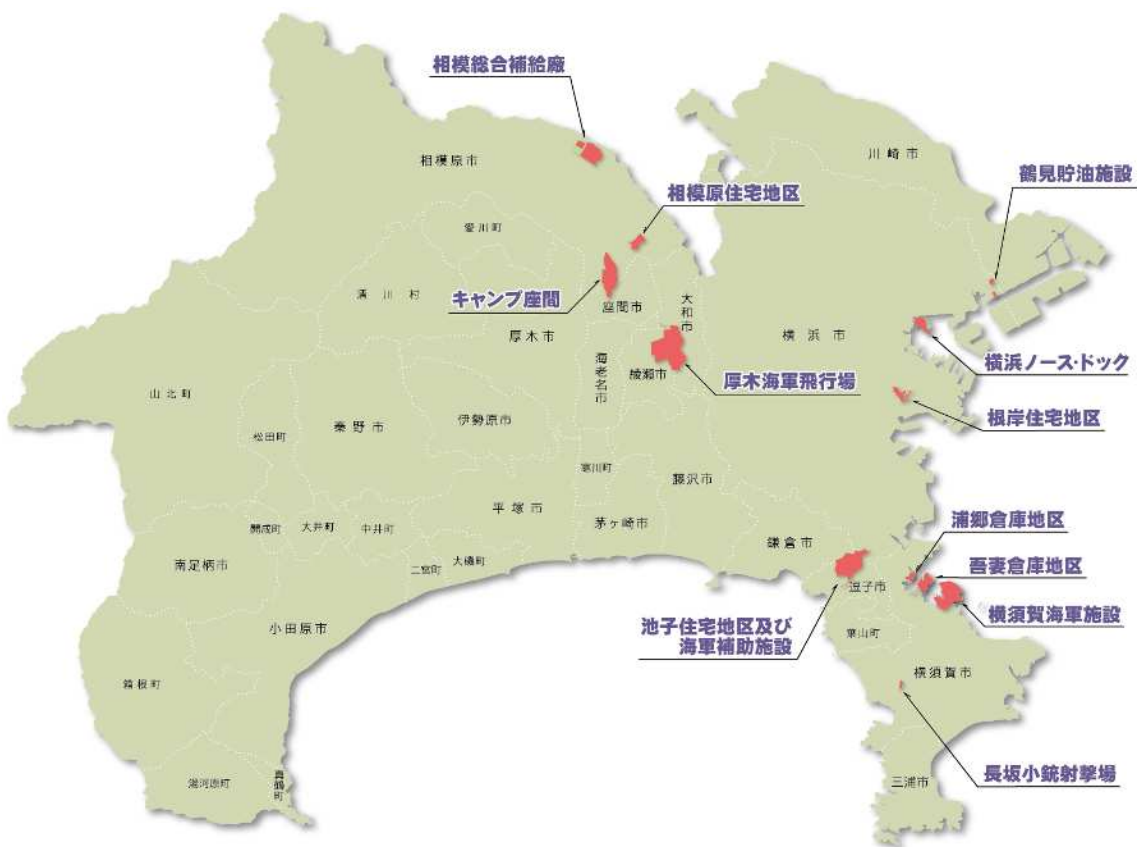 相模総合補給廠
川崎市
相模原市
鶴見貯油施設
相模原住宅地区
愛川町
清川村
キャンプ座間
座間市
大和市
厚木市
横浜市
海老名市
綾瀬市
厚木海軍飛行場
横浜ノース・ドック
山北町
松田町
秦野市
伊勢原市
根岸住宅地区
寒川町
藤沢市
平塚市
茅ヶ崎市
開成町
大井町
中井町
鎌倉市
浦郷倉庫地区
南足柄市
二宮町
大磯町
吾妻倉庫地区
逗子市
横須賀海軍施設
小田原市
池子住宅地区及び
海軍補助施設
葉山町
箱根町
横須賀市
長坂小銃射撃場
湯河原町
真鶴町
三浦市